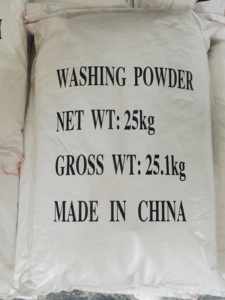 WASHING POWDER
NET WT: 25kg
GROSS WT: 25.1kg
MADE IN CHINA